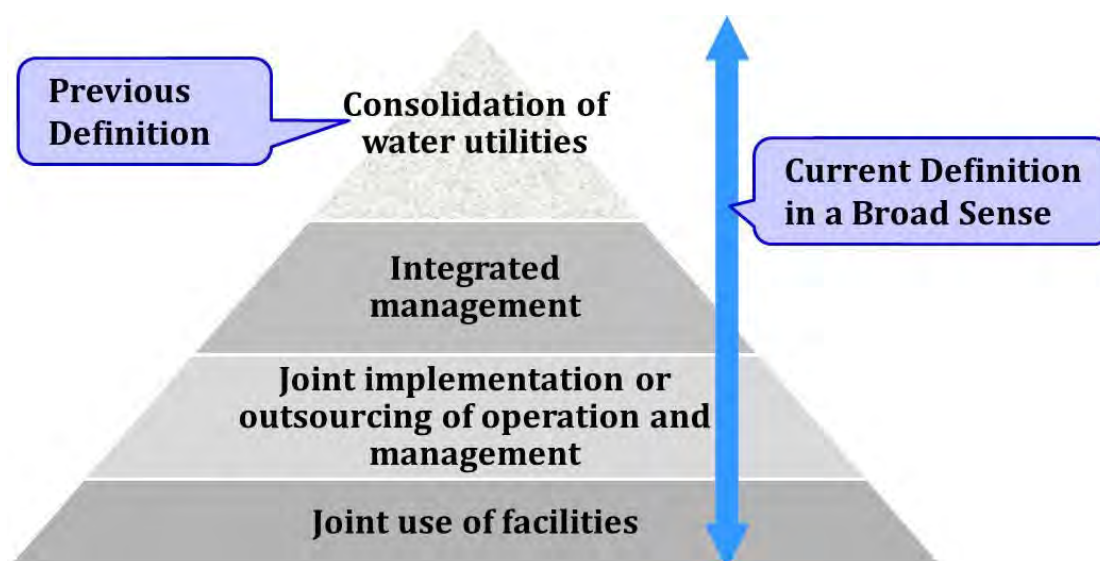 Previous
Definition
Consolidation of
water utilities
Current Definition
in a Broad Sense
Integrated
management
Joint implementation or
outsourcing of operation and
management
Joint use of facilities